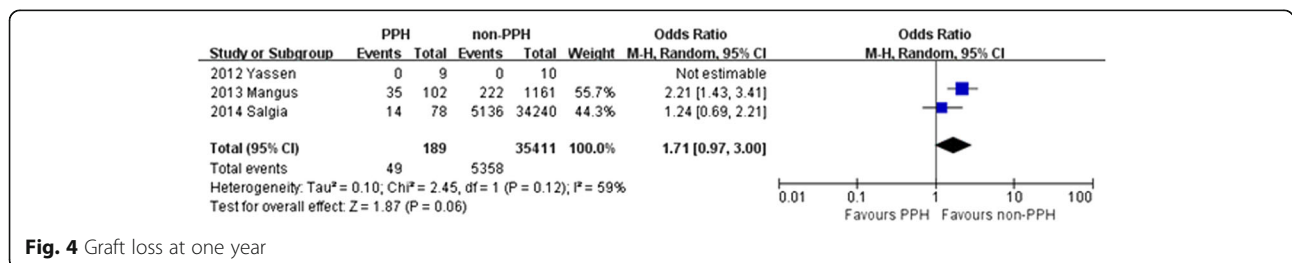 PPH non-PPH Odds Ratio Odds Ratio
Study or Subgroup Events Total Events Total Weight M-H, Random, 95% CI M-H, Random, 95% CI
2012 Yassen 0 9 0 10 Not estimable
2013 Mangus 35 102 222 1161 55.7% 2.21 [1.43, 3.41]
2014 Salgia 14 78 5136 34240 44.3% 1.24 [0.69, 2.21]
Total (95% CI) 189 35411 100.0% 1.71 [0.97, 3.00]
Total events 49 5358
Heterogeneity: Tau² = 0.10; Chi² = 2.45, df = 1 (P = 0.12); I² = 59%
Test for overall effect: Z = 1.87 (P = 0.06)
0.01 0.1 1 10 100
Favours PPH Favours non-PPH
Fig. 4 Graft loss at one year